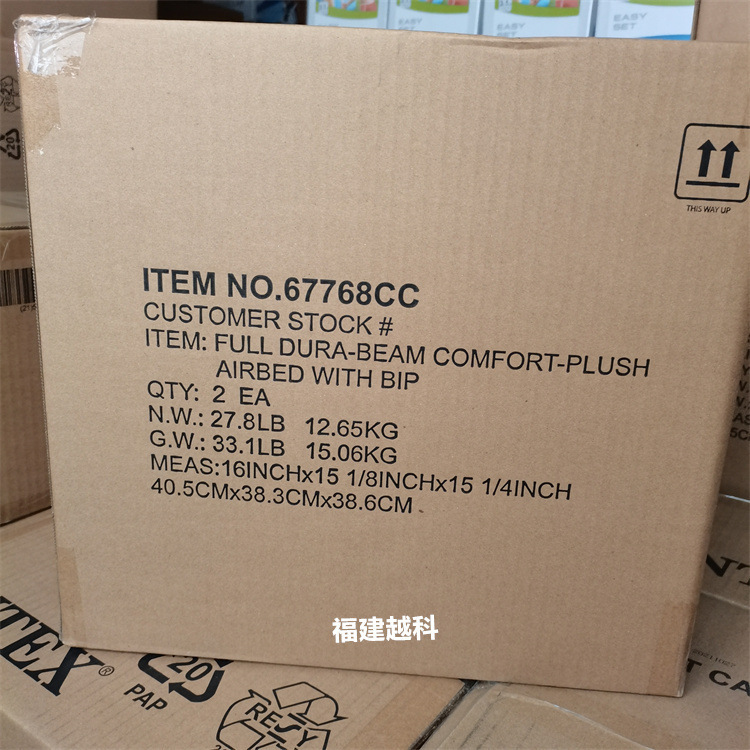 EASY
SET
EASY
SET
THIS WAY UP
ITEM NO.67768CC
CUSTOMER STOCK #
ITEM: FULL DURA-BEAM COMFORT-PLUSH
AIRBED WITH BIP
QTY: 2 EA
N.W.: 27.8LB 12.65KG
G.W.: 33.1LB 15.06KG
MEAS:16INCHx15 1/8INCHx15 1/4INCH
40.5CMx38.3CMx38.6CM
福建越科
NTEX®
20
PAP
RESY